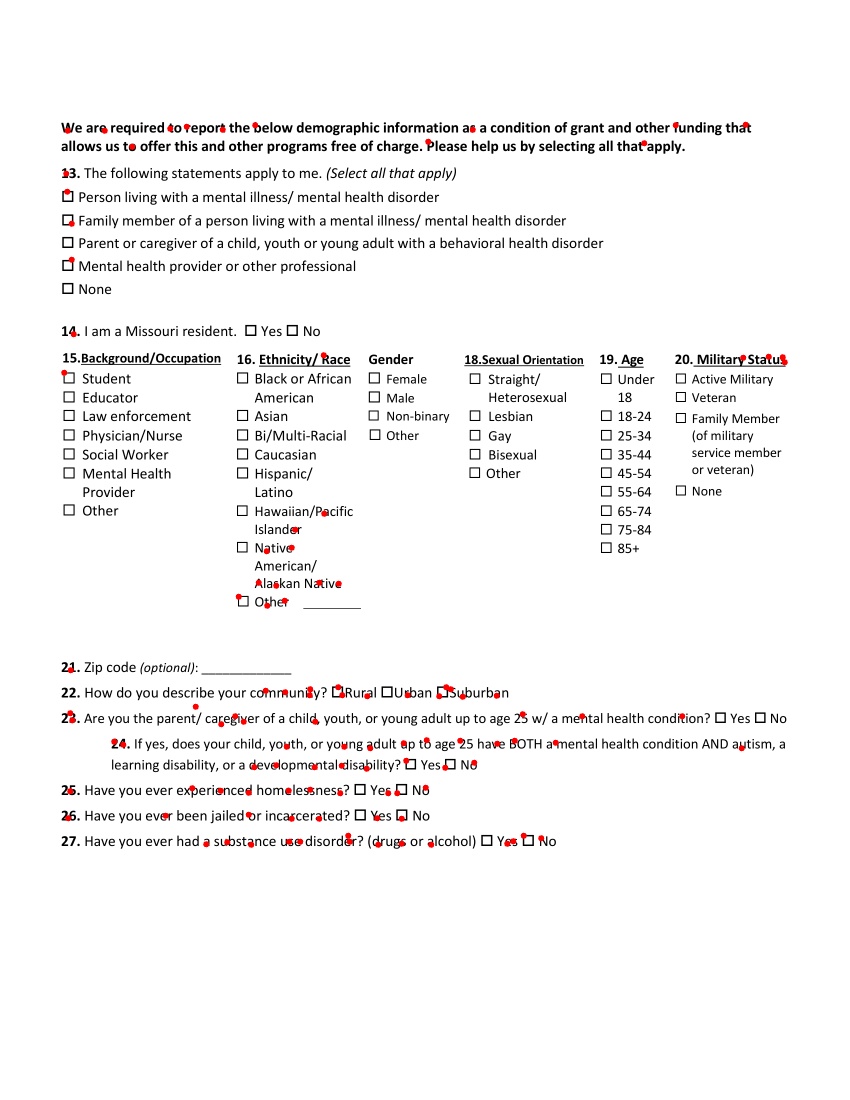 We are required to report the below demographic information as a condition of grant and other funding that
allows us to offer this and other programs free of charge. Please help us by selecting all that apply.
13. The following statements apply to me. (Select all that apply)
☐ Person living with a mental illness/ mental health disorder
☐ Family member of a person living with a mental illness/ mental health disorder
☐ Parent or caregiver of a child, youth or young adult with a behavioral health disorder
☐ Mental health provider or other professional
☐ None
14. I am a Missouri resident. ☐ Yes ☐ No
15.Background/Occupation
☐ Student
☐ Educator
☐ Law enforcement
☐ Physician/Nurse
☐ Social Worker
☐ Mental Health
Provider
☐ Other
16. Ethnicity/ Race
☐ Black or African
American
☐ Asian
☐ Bi/Multi-Racial
☐ Caucasian
☐ Hispanic/
Latino
☐ Hawaiian/Pacific
Islander
☐ Native
American/
Alaskan Native
☐ Other ________
Gender
☐ Female
☐ Male
☐ Non-binary
☐ Other
18.Sexual Orientation
☐ Straight/
Heterosexual
☐ Lesbian
☐ Gay
☐ Bisexual
☐ Other
19. Age
☐ Under
18
☐ 18-24
☐ 25-34
☐ 35-44
☐ 45-54
☐ 55-64
☐ 65-74
☐ 75-84
☐ 85+
20. Military Status
☐ Active Military
☐ Veteran
☐ Family Member
(of military
service member
or veteran)
☐ None
21. Zip code (optional): ____________
22. How do you describe your community? ☐Rural ☐Urban ☐Suburban
23. Are you the parent/ caregiver of a child, youth, or young adult up to age 25 w/ a mental health condition? ☐ Yes ☐ No
24. If yes, does your child, youth, or young adult up to age 25 have BOTH a mental health condition AND autism, a
learning disability, or a developmental disability? ☐ Yes ☐ No
25. Have you ever experienced homelessness? ☐ Yes ☐ No
26. Have you ever been jailed or incarcerated? ☐ Yes ☐ No
27. Have you ever had a substance use disorder? (drugs or alcohol) ☐ Yes ☐ No